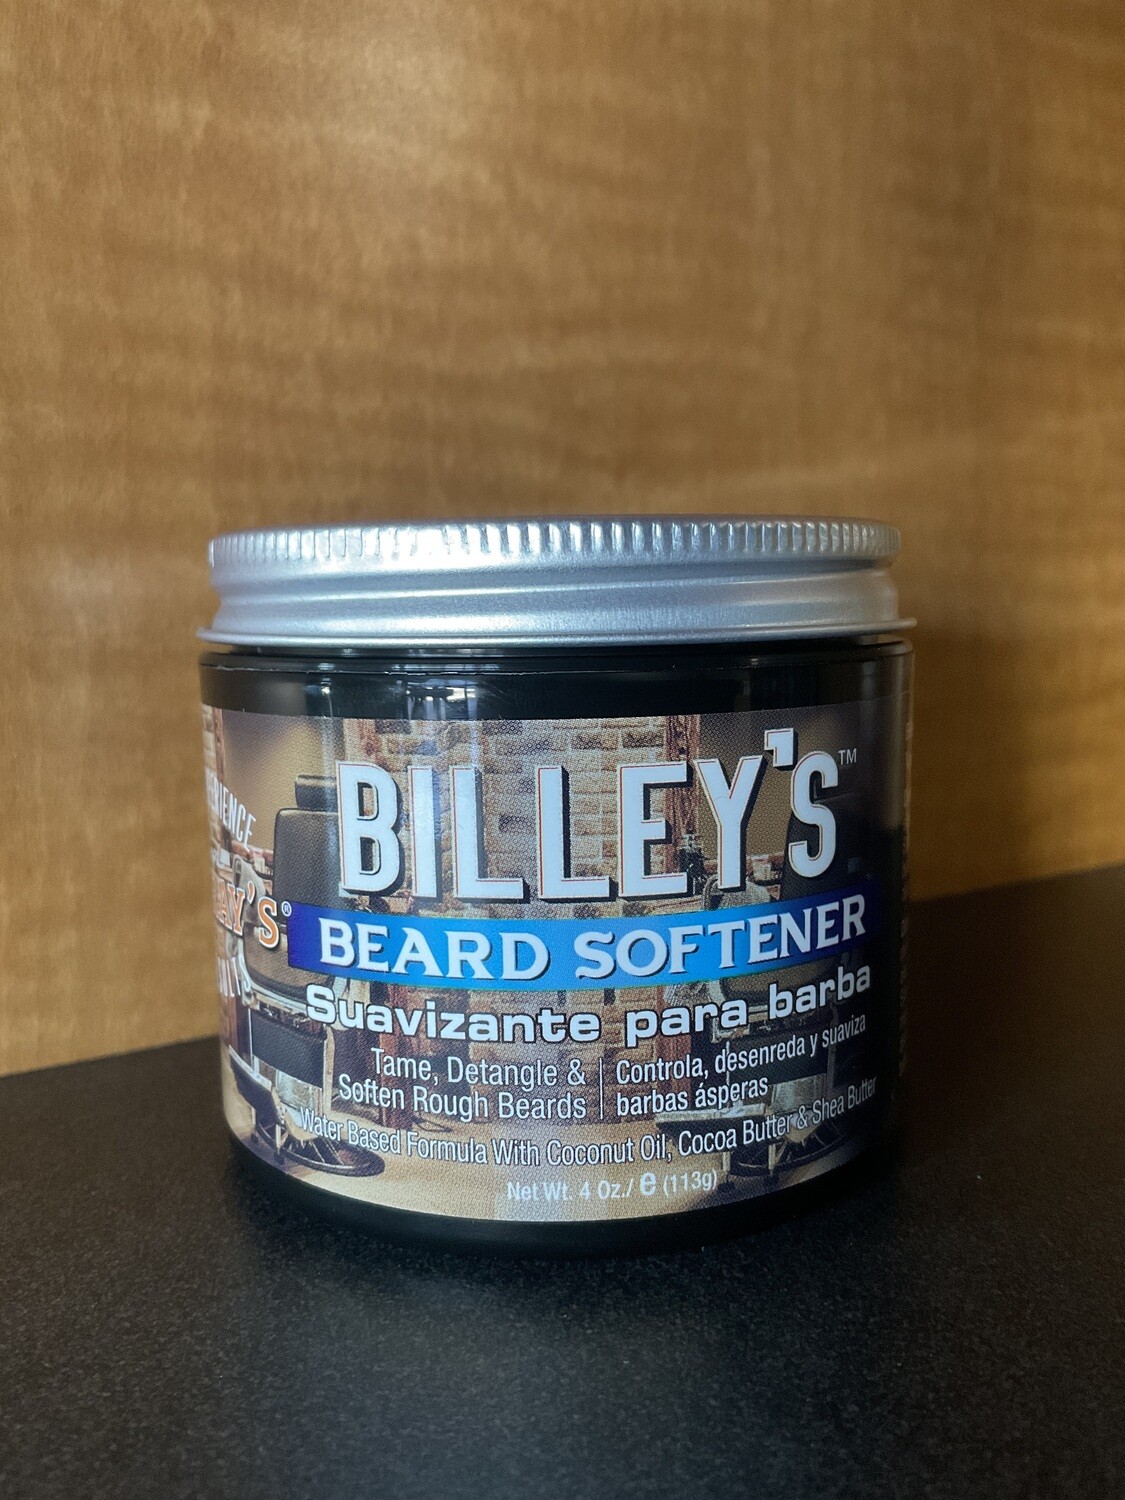 BILLEY'S™
BEARD SOFTENER
Suavizante para barba
Tame, Detangle &
Soften Rough Beards
Controla, desenreda y suaviza
barbas ásperas
Water Based Formula With Coconut Oil, Cocoa Butter & Shea Butter
Net Wt. 4 Oz./ e (113g)